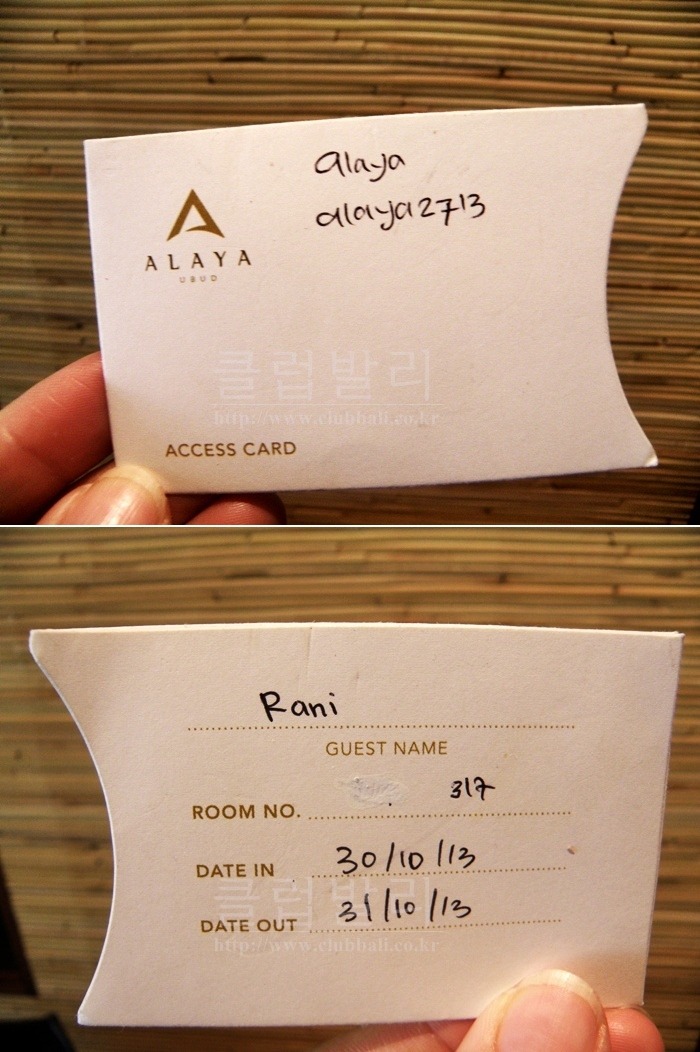 alaya
alaya2713
ALAYA
UBUD
클럽발리
http://www.clubbali.co.kr
ACCESS CARD
Rani
GUEST NAME
ROOM NO. 317
DATE IN 30/10/13
클럽발리
DATE OUT 31/10/13
http://www.clubbali.co.kr